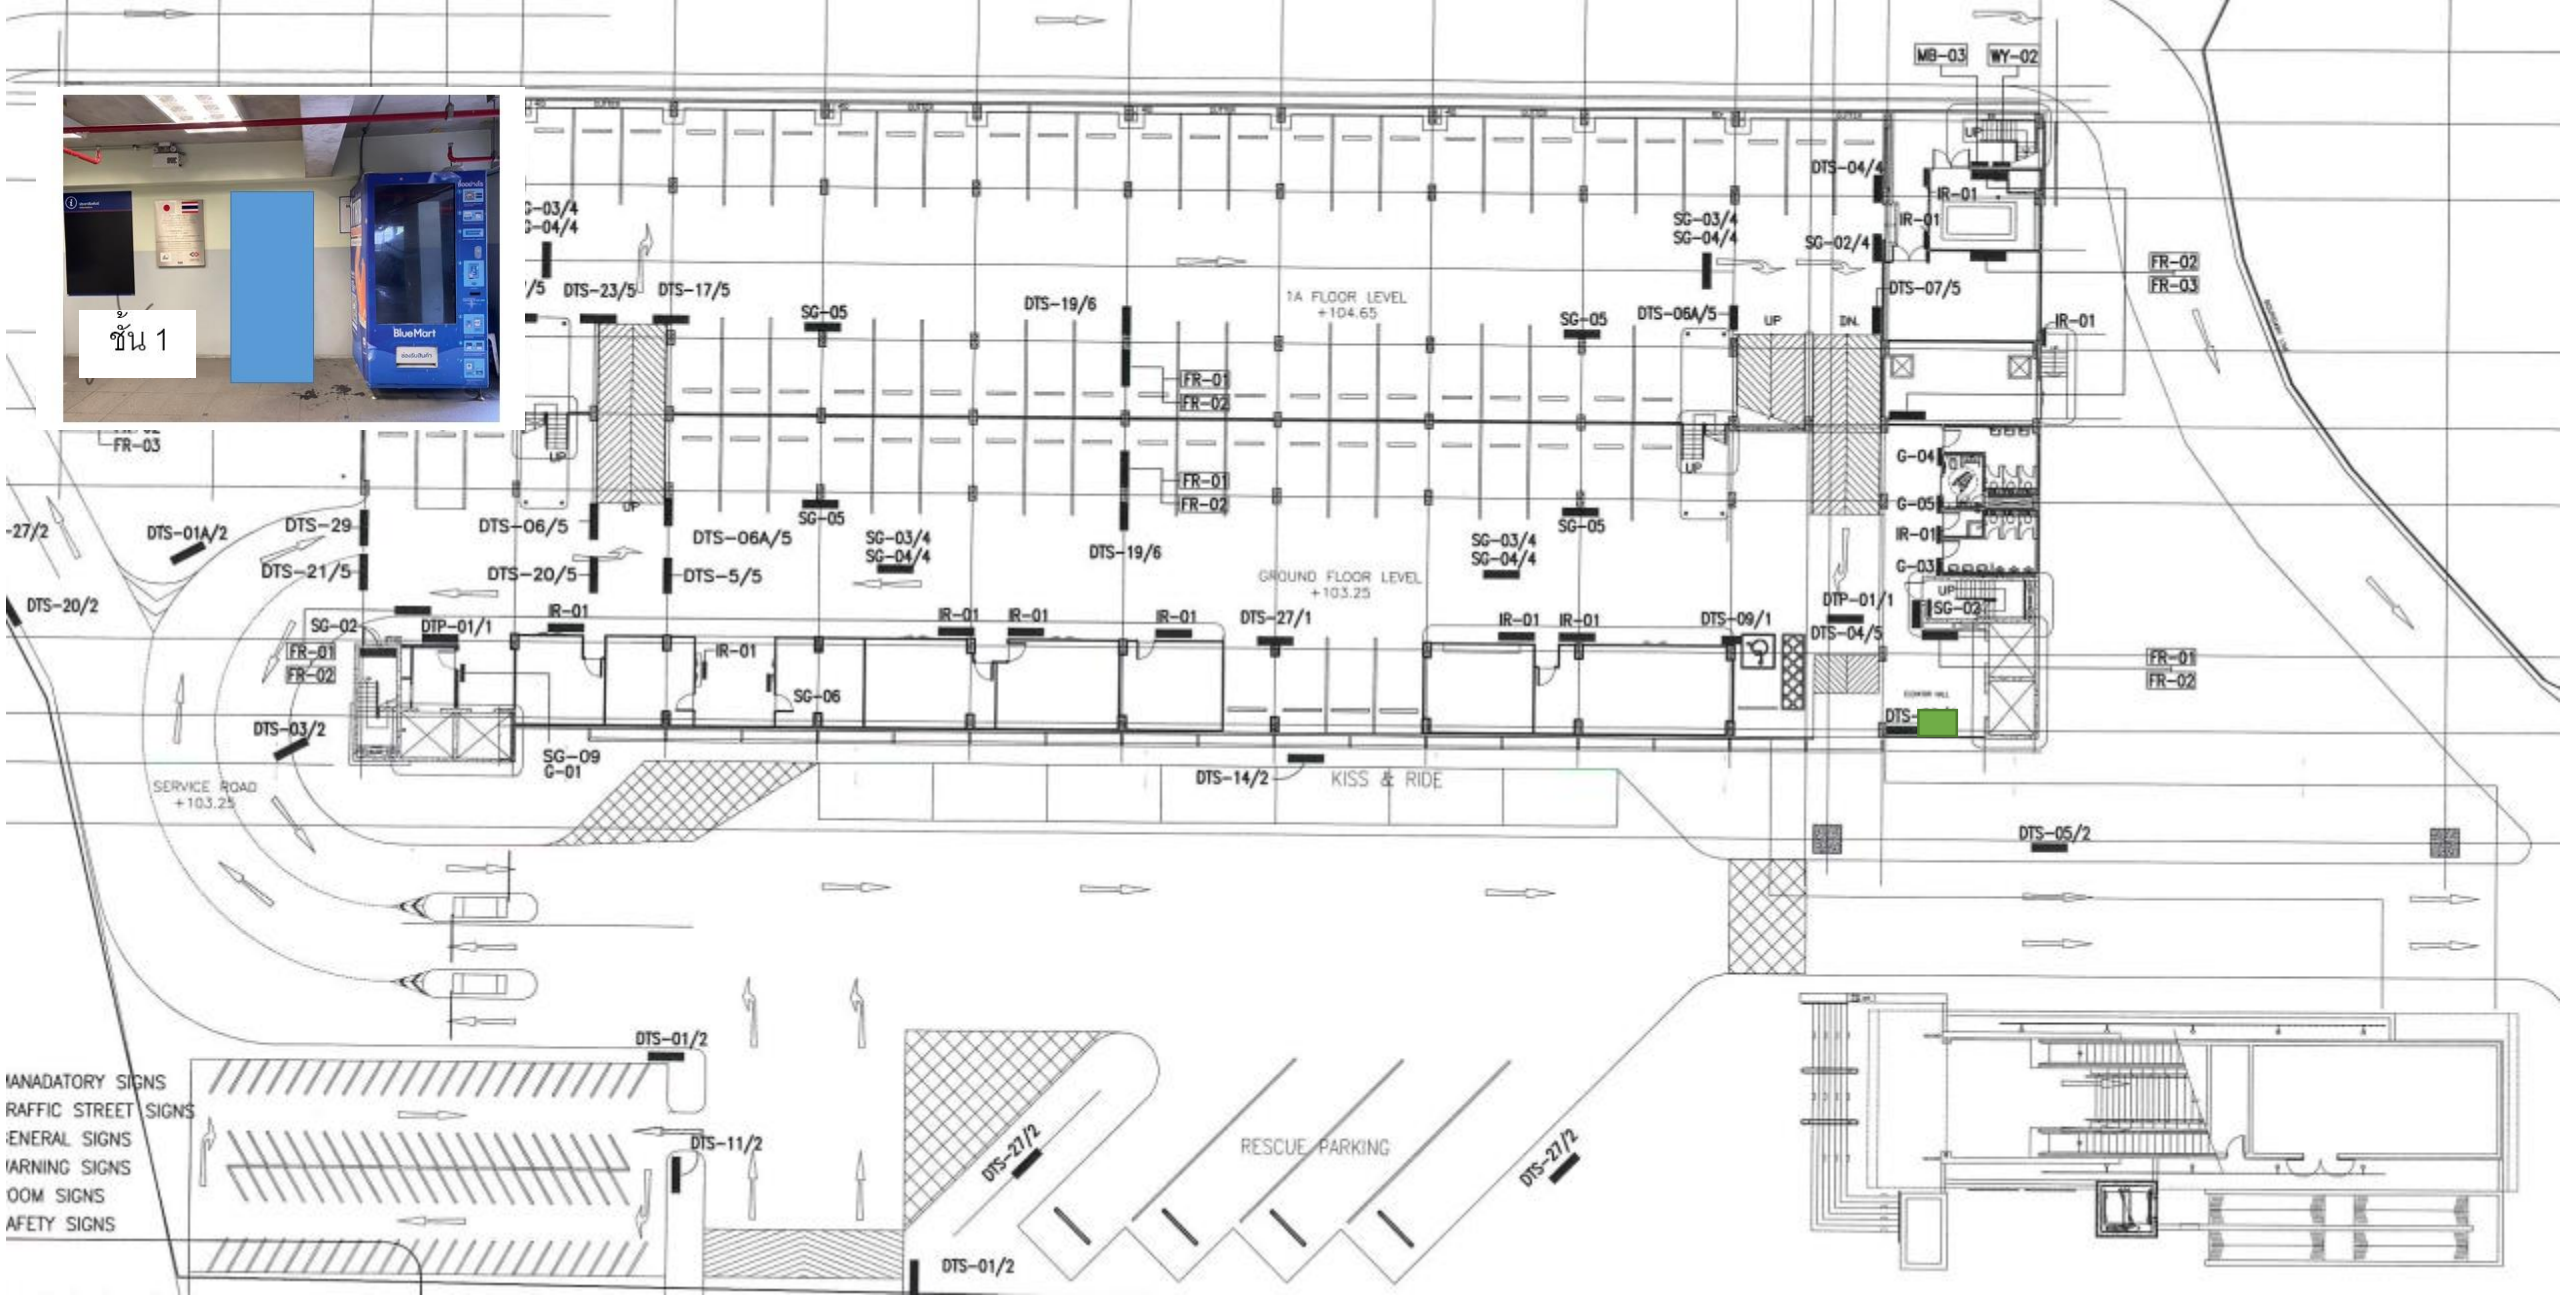 MB-03
WY-02
DTS-04/4
IR-01
IR-01
G-03/4
G-04/4
SG-03/4
SG-04/4
SG-02/4
FR-02
FR-03
/5
DTS-23/5
DTS-17/5
DTS-19/6
1A FLOOR LEVEL
+104.65
DTS-07/5
SG-05
SG-05
DTS-06A/5
UP
DN.
IR-01
UP
BlueMart
ชั้น 1
FR-01
FR-02
FR-03
UP
UP
G-04
FR-01
FR-02
G-05
UP
SG-05
SG-05
27/2
DTS-01A/2
DTS-29
DTS-06/5
DTS-06A/5
SG-03/4
SG-04/4
DTS-19/6
SG-03/4
SG-04/4
IR-01
DTS-21/5
DTS-20/5
DTS-5/5
GROUND FLOOR LEVEL
+103.25
G-03
DTS-20/2
DTP-01/1
UP
SG-02
SG-02
DTP-01/1
IR-01
IR-01
IR-01
IR-01
DTS-27/1
IR-01
IR-01
DTS-09/1
DTS-04/5
FR-01
FR-02
IR-01
SG-06
FR-01
FR-02
DTS-03/2
DTS-
SG-09
G-01
DTS-14/2
KISS & RIDE
SERVICE ROAD
+103.25
DTS-05/2
DTS-01/2
MANADATORY SIGNS
RAFFIC STREET SIGNS
GENERAL SIGNS
ARNING SIGNS
OOM SIGNS
AFETY SIGNS
DTS-11/2
DTS-27/2
RESCUE PARKING
DTS-27/2
DTS-01/2